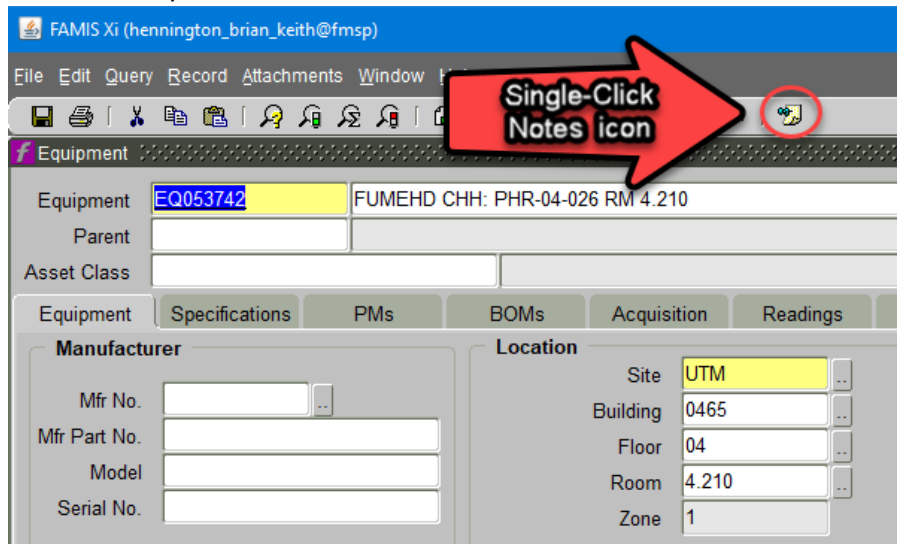 FAMIS Xi (hennington_brian_keith@fmsp)
File Edit Query Record Attachments Window
Single-Click
Notes icon
Equipment
Equipment EQ053742 FUMEHD CHH: PHR-04-026 RM 4.210
Parent
Asset Class
Equipment Specifications PMs BOMs Acquisition Readings
Manufacturer Location
Site UTM
Mfr No. Building 0465
Mfr Part No. Floor 04
Model Room 4.210
Serial No. Zone 1